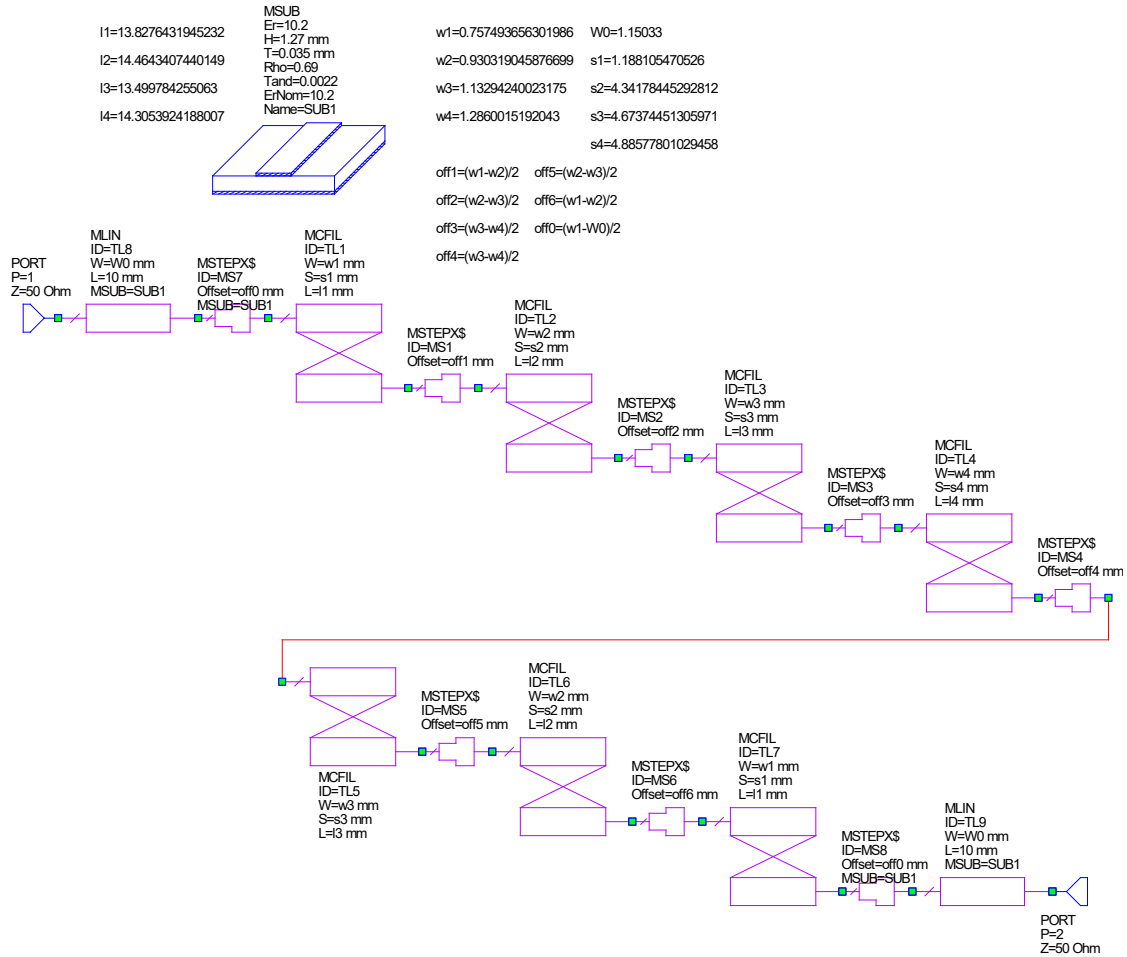 l1=13.8276431945232
l2=14.4643407440149
l3=13.499784255063
l4=14.3053924188007
MSUB
Er=10.2
H=1.27 mm
T=0.035 mm
Rho=0.69
Tand=0.0022
ErNom=10.2
Name=SUB1
w1=0.757493656301986
w2=0.930319045876699
w3=1.13294240023175
w4=1.2860015192043
W0=1.15033
s1=1.188105470526
s2=4.34178445292812
s3=4.67374451305971
s4=4.88577801029458
off1=(w1-w2)/2
off2=(w2-w3)/2
off3=(w3-w4)/2
off4=(w3-w4)/2
off5=(w2-w3)/2
off6=(w1-w2)/2
off0=(w1-W0)/2
PORT
P=1
Z=50 Ohm
MLIN
ID=TL8
W=W0 mm
L=10 mm
MSUB=SUB1
MSTEPX$
ID=MS7
Offset=off0 mm
MSUB=SUB1
MCFIL
ID=TL1
W=w1 mm
S=s1 mm
L=l1 mm
MSTEPX$
ID=MS1
Offset=off1 mm
MCFIL
ID=TL2
W=w2 mm
S=s2 mm
L=l2 mm
MSTEPX$
ID=MS2
Offset=off2 mm
MCFIL
ID=TL3
W=w3 mm
S=s3 mm
L=l3 mm
MSTEPX$
ID=MS3
Offset=off3 mm
MCFIL
ID=TL4
W=w4 mm
S=s4 mm
L=l4 mm
MSTEPX$
ID=MS4
Offset=off4 mm
MCFIL
ID=TL5
W=w3 mm
S=s3 mm
L=l3 mm
MSTEPX$
ID=MS5
Offset=off5 mm
MCFIL
ID=TL6
W=w2 mm
S=s2 mm
L=l2 mm
MSTEPX$
ID=MS6
Offset=off6 mm
MCFIL
ID=TL7
W=w1 mm
S=s1 mm
L=l1 mm
MSTEPX$
ID=MS8
Offset=off0 mm
MSUB=SUB1
MLIN
ID=TL9
W=W0 mm
L=10 mm
MSUB=SUB1
PORT
P=2
Z=50 Ohm